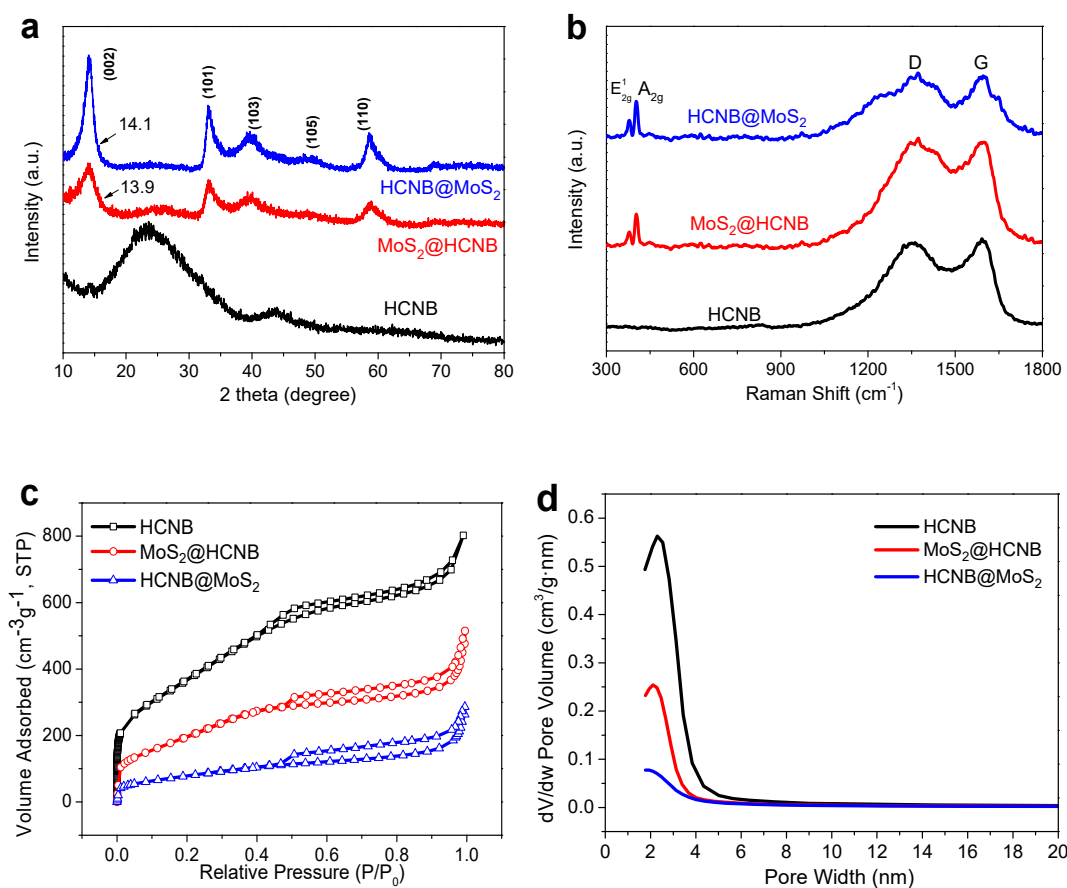 a
(002)
(101)
(103)
(105)
(110)
14.1
13.9
HCNB@MoS₂
MoS₂@HCNB
HCNB
Intensity (a.u.)
10 20 30 40 50 60 70 80
2 theta (degree)
b
E¹₂g A₂g
D
G
HCNB@MoS₂
MoS₂@HCNB
HCNB
Intensity (a.u.)
300 600 900 1200 1500 1800
Raman Shift (cm⁻¹)
c
HCNB
MoS₂@HCNB
HCNB@MoS₂
Volume Adsorbed (cm⁻³g⁻¹ , STP)
800
600
400
200
0
0.0 0.2 0.4 0.6 0.8 1.0
Relative Pressure (P/P₀)
d
HCNB
MoS₂@HCNB
HCNB@MoS₂
dV/dw Pore Volume (cm³/g·nm)
0.6
0.5
0.4
0.3
0.2
0.1
0.0
0 2 4 6 8 10 12 14 16 18 20
Pore Width (nm)